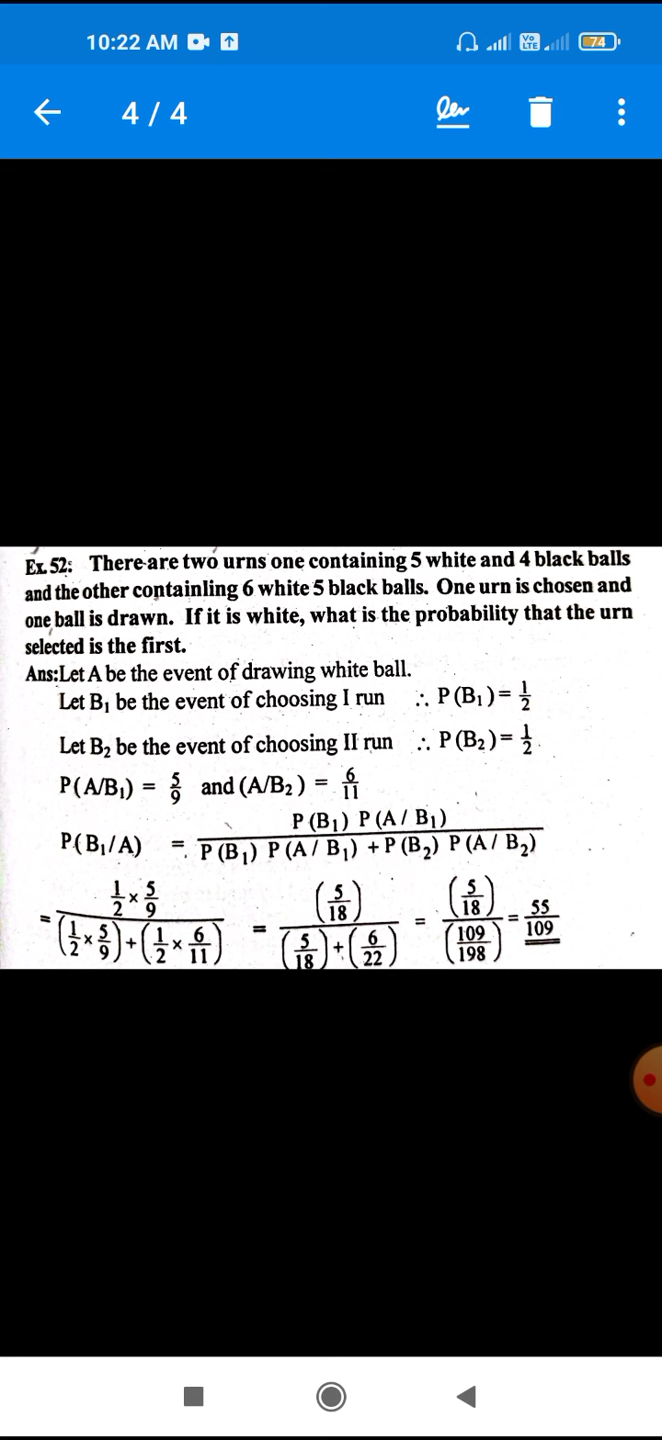 10:22 AM
Vo LTE 74
4 / 4
Ex. 52: There are two urns one containing 5 white and 4 black balls
and the other containling 6 white 5 black balls. One urn is chosen and
one ball is drawn. If it is white, what is the probability that the urn
selected is the first.
Ans:Let A be the event of drawing white ball.
Let B₁ be the event of choosing I run ∴ P(B₁) = 1/2
Let B₂ be the event of choosing II run ∴ P(B₂) = 1/2.
P(A/B₁) = 5/9 and (A/B₂) = 6/11
P(B₁/A) = P(B₁) P(A / B₁) / P(B₁) P(A / B₁) + P(B₂) P(A / B₂)
= 1/2 × 5/9 / (1/2 × 5/9) + (1/2 × 6/11) = (5/18) / (5/18) + (6/22) = (5/18) / (109/198) = 55/109